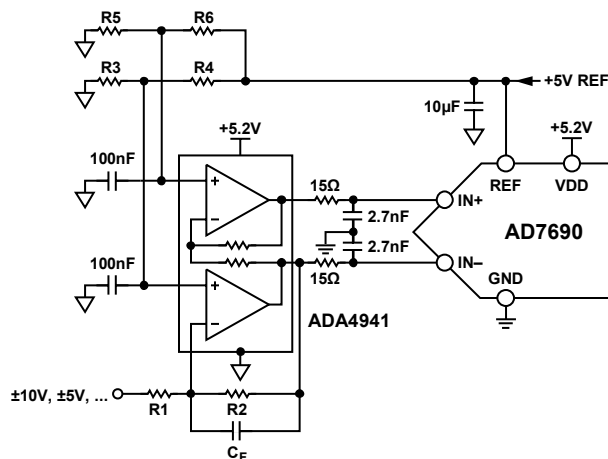 R5
R6
R3
R4
+5V REF
10µF
+5.2V
+5.2V
100nF
REF
VDD
+
15Ω
IN+
−
2.7nF
AD7690
2.7nF
100nF
15Ω
IN−
+
GND
−
ADA4941
±10V, ±5V, ...
R1
R2
CF